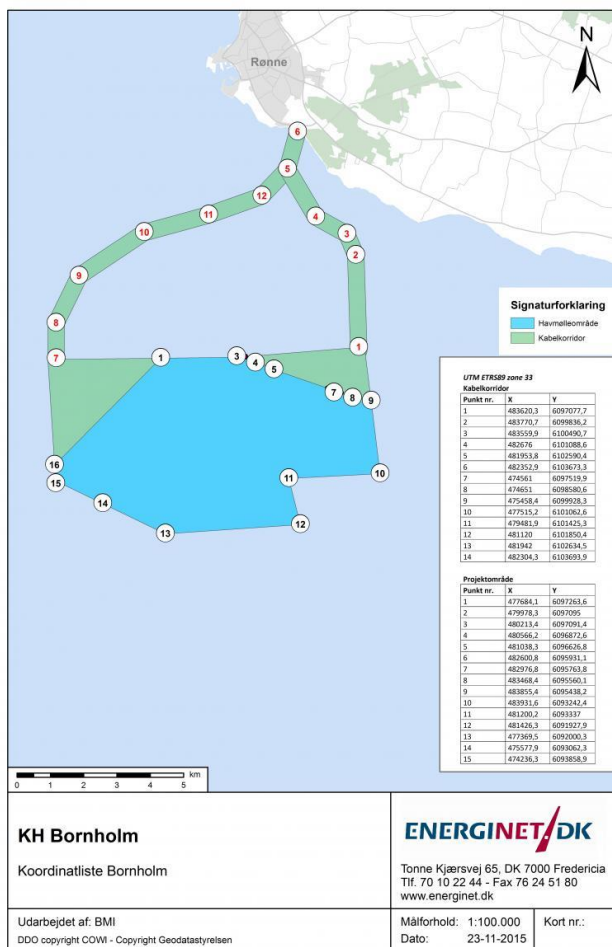 N
Rønne
6
5
12
4
11
10
3
2
9
8
7
1
1
3
4
5
7
8
9
16
15
14
13
12
11
10
Signaturforklaring
Havmølleområde
Kabelkorridor
UTM ETRS89 zone 33
Kabelkorridor
Punkt nr. X Y
1 483620,3 6097077,7
2 483770,7 6099836,2
3 483559,9 6100490,7
4 482676 6101088,6
5 481953,8 6102590,4
6 482352,9 6103673,3
7 474561 6097519,9
8 474651 6098580,6
9 475458,4 6099928,3
10 477515,2 6101062,6
11 479481,9 6101425,3
12 481120 6101850,4
13 481942 6102634,5
14 482304,3 6103693,9
Projektområde
Punkt nr. X Y
1 477684,1 6097263,6
2 479978,3 6097095
3 480213,4 6097091,4
4 480566,2 6096872,6
5 481038,3 6096626,8
6 482600,8 6095931,1
7 482976,8 6095763,8
8 483468,4 6095560,1
9 483855,4 6095438,2
10 483931,6 6093242,4
11 481200,2 6093337
12 481426,3 6091927,9
13 477369,5 6092000,3
14 475577,9 6093062,3
15 474236,3 6093858,9
km
0 1 2 3 4 5
KH Bornholm
Koordinatliste Bornholm
ENERGINET/DK
Tonne Kjærsvej 65, DK 7000 Fredericia
Tlf. 70 10 22 44 - Fax 76 24 51 80
www.energinet.dk
Udarbejdet af: BMI
DDO copyright COWI - Copyright Geodatastyrelsen
Målforhold: 1:100.000
Dato: 23-11-2015
Kort nr.: